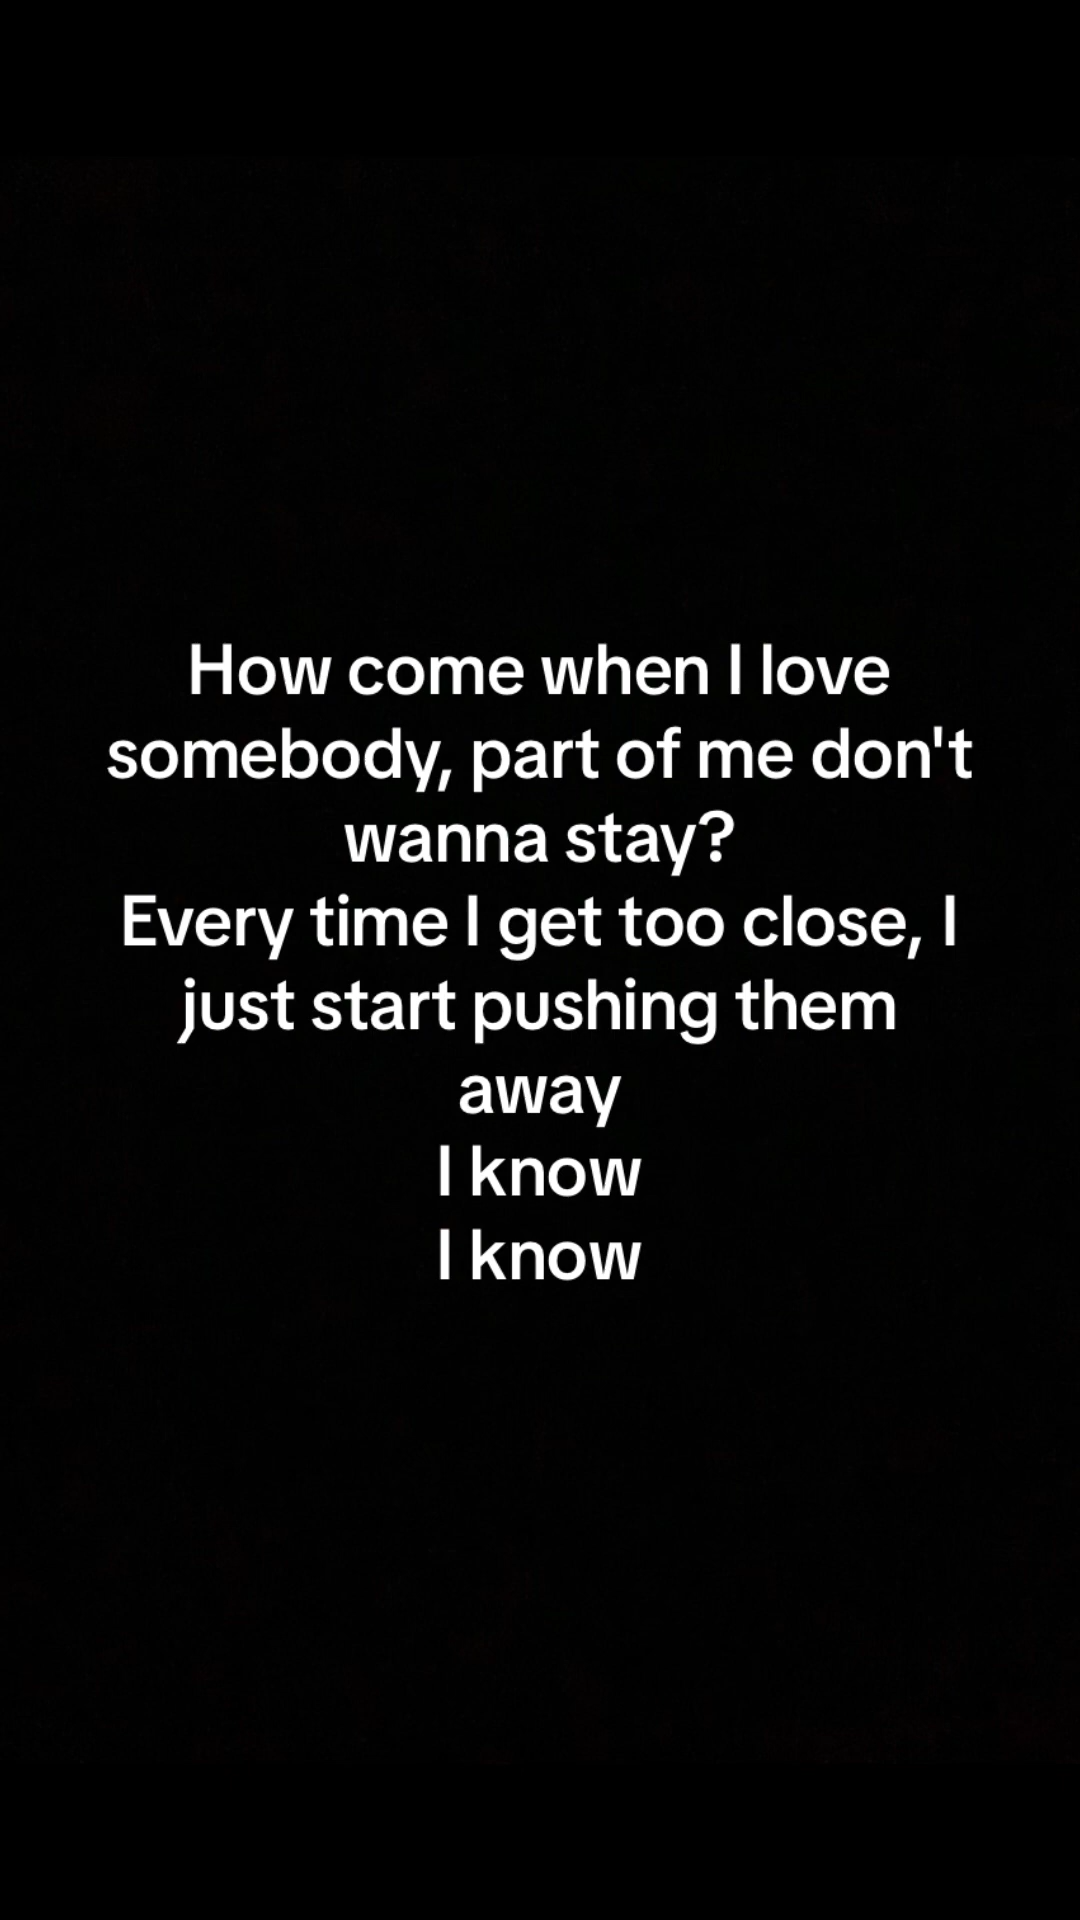 How come when I love
somebody, part of me don't
wanna stay?
Every time I get too close, I
just start pushing them
away
I know
I know